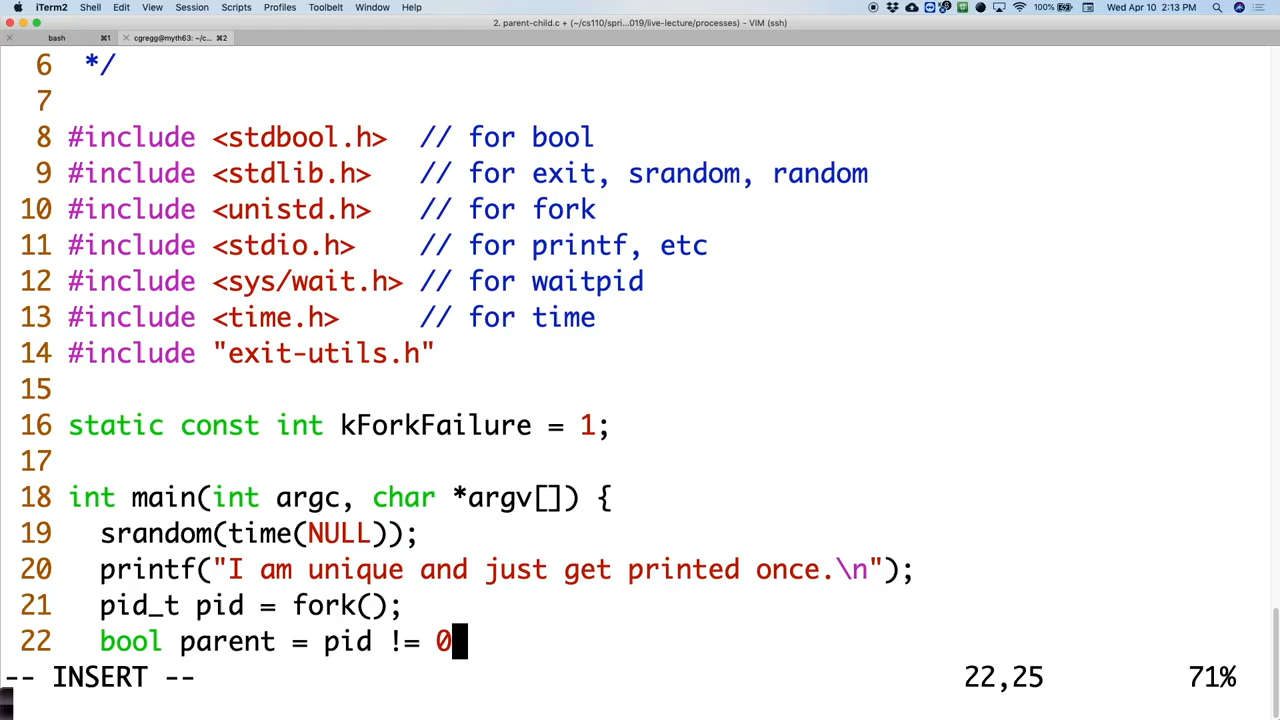 iTerm2 Shell Edit View Session Scripts Profiles Toolbelt Window Help 100% Wed Apr 10 2:13 PM
2. parent-child.c + (~/cs110/spri...019/live-lecture/processes) - VIM (ssh)
bash ⌘1 cgregg@myth63: ~/c... ⌘2
6 */
7
8 #include <stdbool.h> // for bool
9 #include <stdlib.h> // for exit, srandom, random
10 #include <unistd.h> // for fork
11 #include <stdio.h> // for printf, etc
12 #include <sys/wait.h> // for waitpid
13 #include <time.h> // for time
14 #include "exit-utils.h"
15
16 static const int kForkFailure = 1;
17
18 int main(int argc, char *argv[]) {
19 srandom(time(NULL));
20 printf("I am unique and just get printed once.\n");
21 pid_t pid = fork();
22 bool parent = pid != 0
-- INSERT -- 22,25 71%